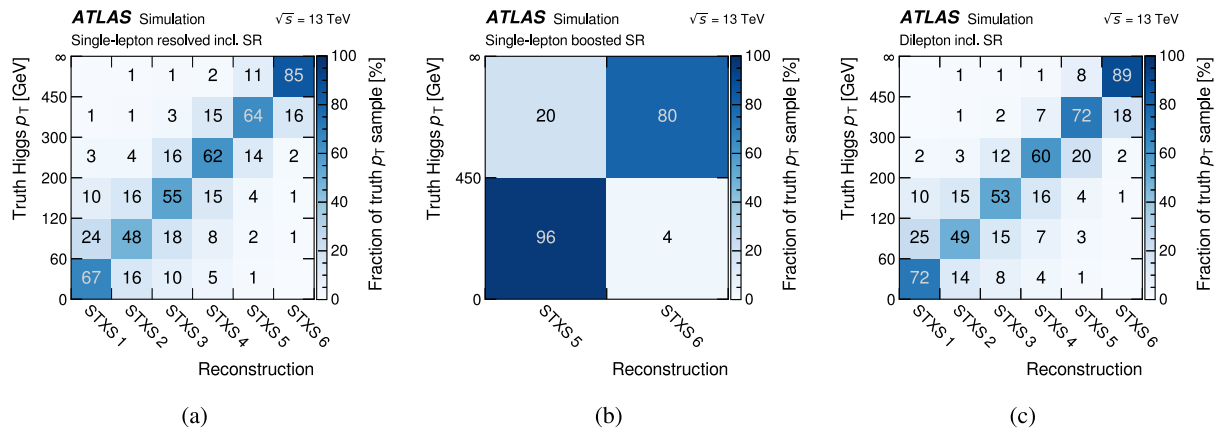 ATLAS Simulation √s = 13 TeV
Single-lepton resolved incl. SR
Truth Higgs pT [GeV]
∞
450
300
200
120
60
0
1 1 2 11 85
1 1 3 15 64 16
3 4 16 62 14 2
10 16 55 15 4 1
24 48 18 8 2 1
67 16 10 5 1
STXS 1 STXS 2 STXS 3 STXS 4 STXS 5 STXS 6
Reconstruction
100
80
60
40
20
0
Fraction of truth pT sample [%]
(a)
ATLAS Simulation √s = 13 TeV
Single-lepton boosted SR
Truth Higgs pT [GeV]
∞
450
0
20 80
96 4
STXS 5 STXS 6
Reconstruction
100
80
60
40
20
0
Fraction of truth pT sample [%]
(b)
ATLAS Simulation √s = 13 TeV
Dilepton incl. SR
Truth Higgs pT [GeV]
∞
450
300
200
120
60
0
1 1 1 8 89
1 2 7 72 18
2 3 12 60 20 2
10 15 53 16 4 1
25 49 15 7 3
72 14 8 4 1
STXS 1 STXS 2 STXS 3 STXS 4 STXS 5 STXS 6
Reconstruction
100
80
60
40
20
0
Fraction of truth pT sample [%]
(c)